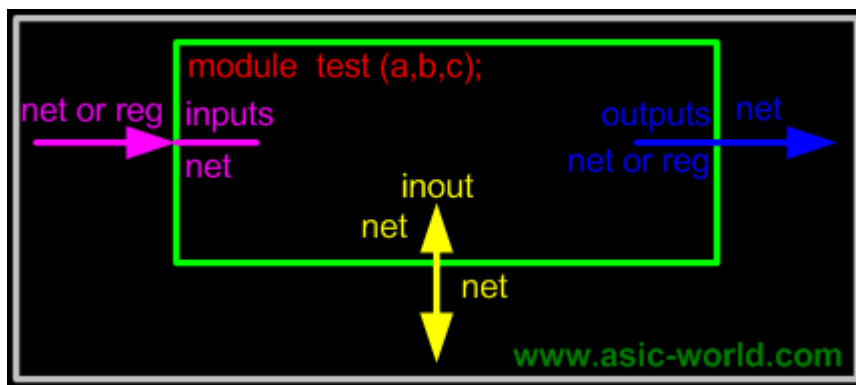 module test (a,b,c);
net or reg
inputs
net
outputs
net
net or reg
inout
net
net
www.asic-world.com